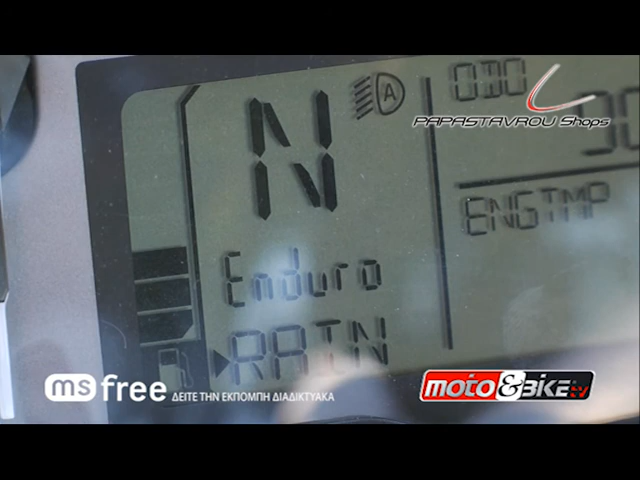 N
A
ODO
PAPASTAVROU Shops
ENGTMP
Enduro
RAIN
ms free
ΔΕΙΤΕ ΤΗΝ ΕΚΠΟΜΠΗ ΔΙΑΔΙΚΤΥΑΚΑ
moto&BIKE tv